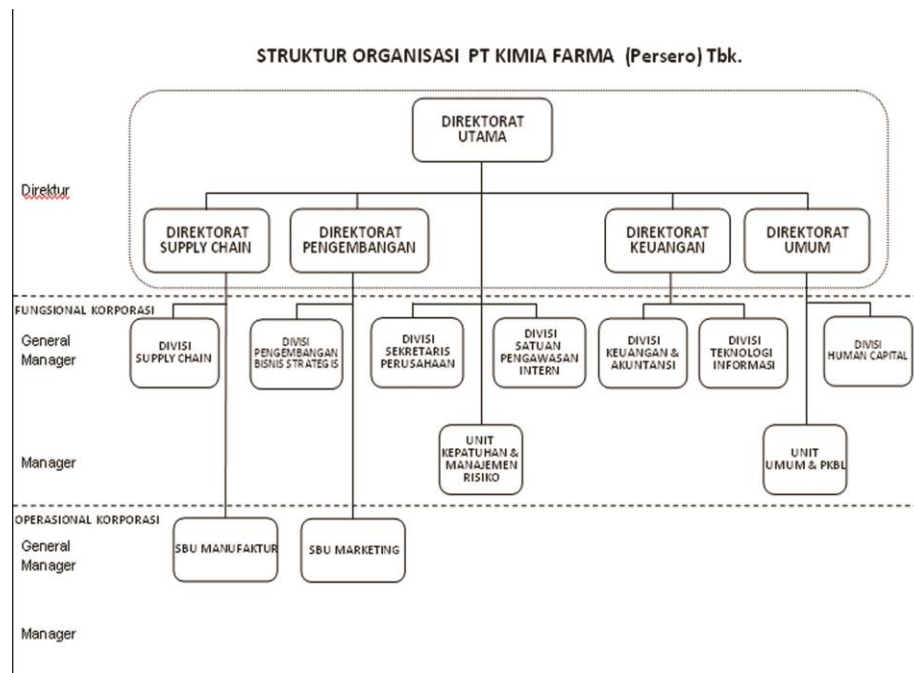 STRUKTUR ORGANISASI PT KIMIA FARMA (Persero) Tbk.
DIREKTORAT
UTAMA
Direktur
DIREKTORAT
SUPPLY CHAIN
DIREKTORAT
PENGEMBANGAN
DIREKTORAT
KEUANGAN
DIREKTORAT
UMUM
FUNGSIONAL KORPORASI
General
Manager
DIVISI
SUPPLY CHAIN
DIVISI
PENGEMBANGAN
BISNIS STRATEGIS
DIVISI
SEKRETARIS
PERUSAHAAN
DIVISI
SATUAN
PENGAWASAN
INTERN
DIVISI
KEUANGAN &
AKUNTANSI
DIVISI
TEKNOLOGI
INFORMASI
DIVISI
HUMAN CAPITAL
Manager
UNIT
KEPATUHAN &
MANAJEMEN
RISIKO
UNIT
UMUM & PKBL
OPERASIONAL KORPORASI
General
Manager
SBU MANUFAKTUR
SBU MARKETING
Manager